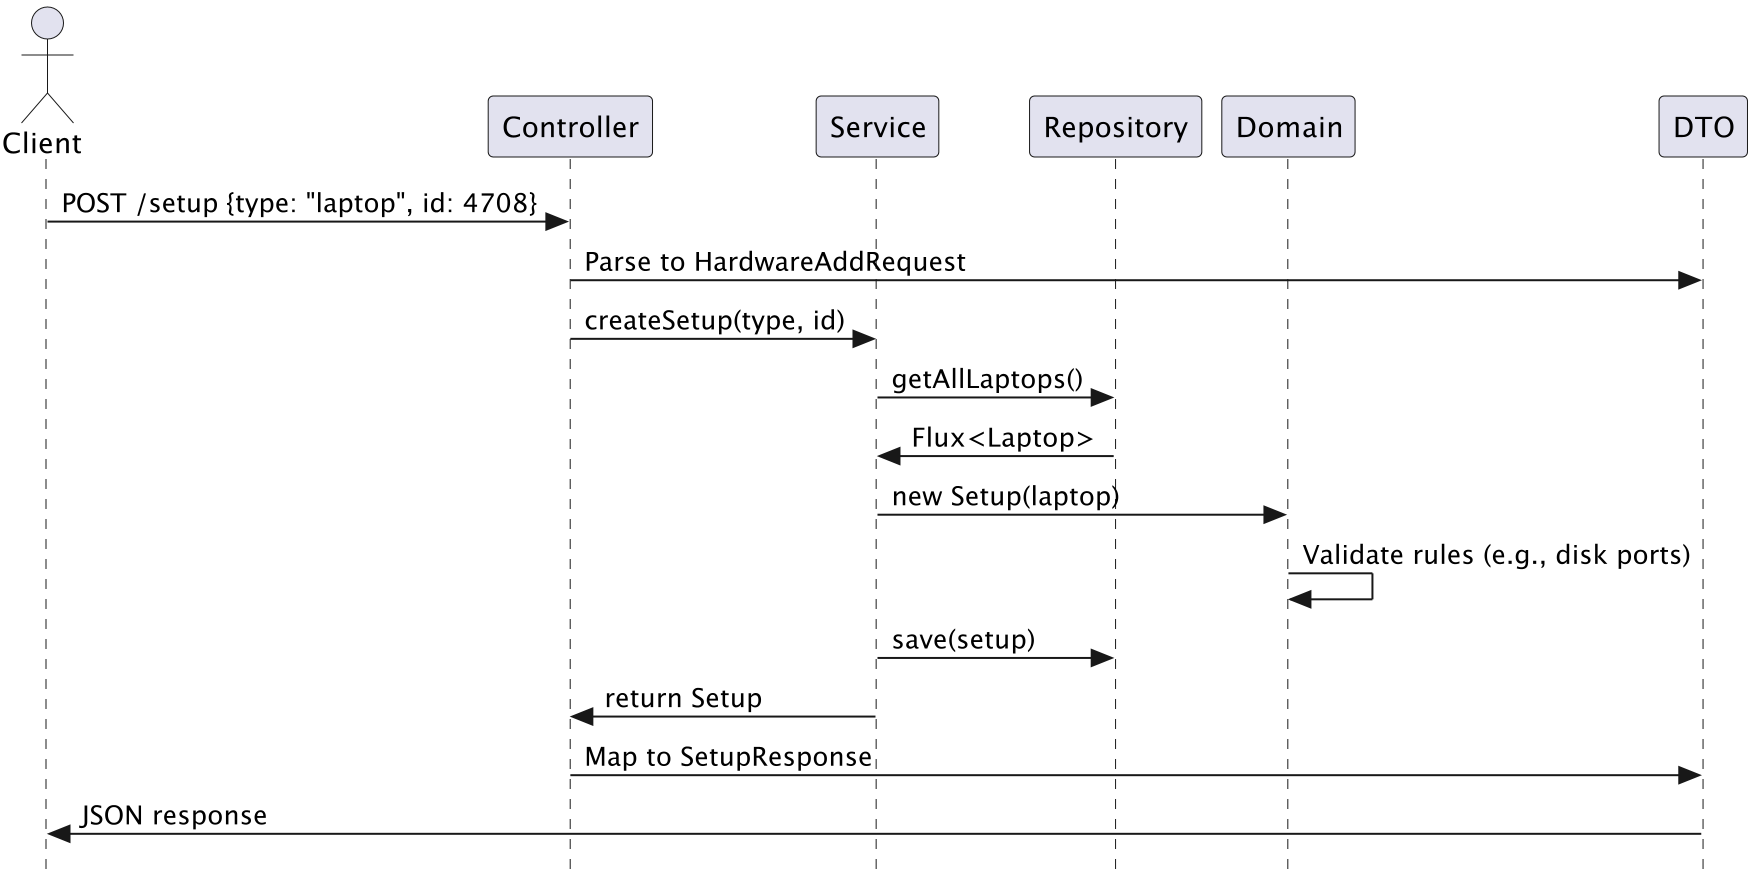 Client
Controller
Service
Repository
Domain
DTO
POST /setup {type: "laptop", id: 4708}
Parse to HardwareAddRequest
createSetup(type, id)
getAllLaptops()
Flux<Laptop>
new Setup(laptop)
Validate rules (e.g., disk ports)
save(setup)
return Setup
Map to SetupResponse
JSON response